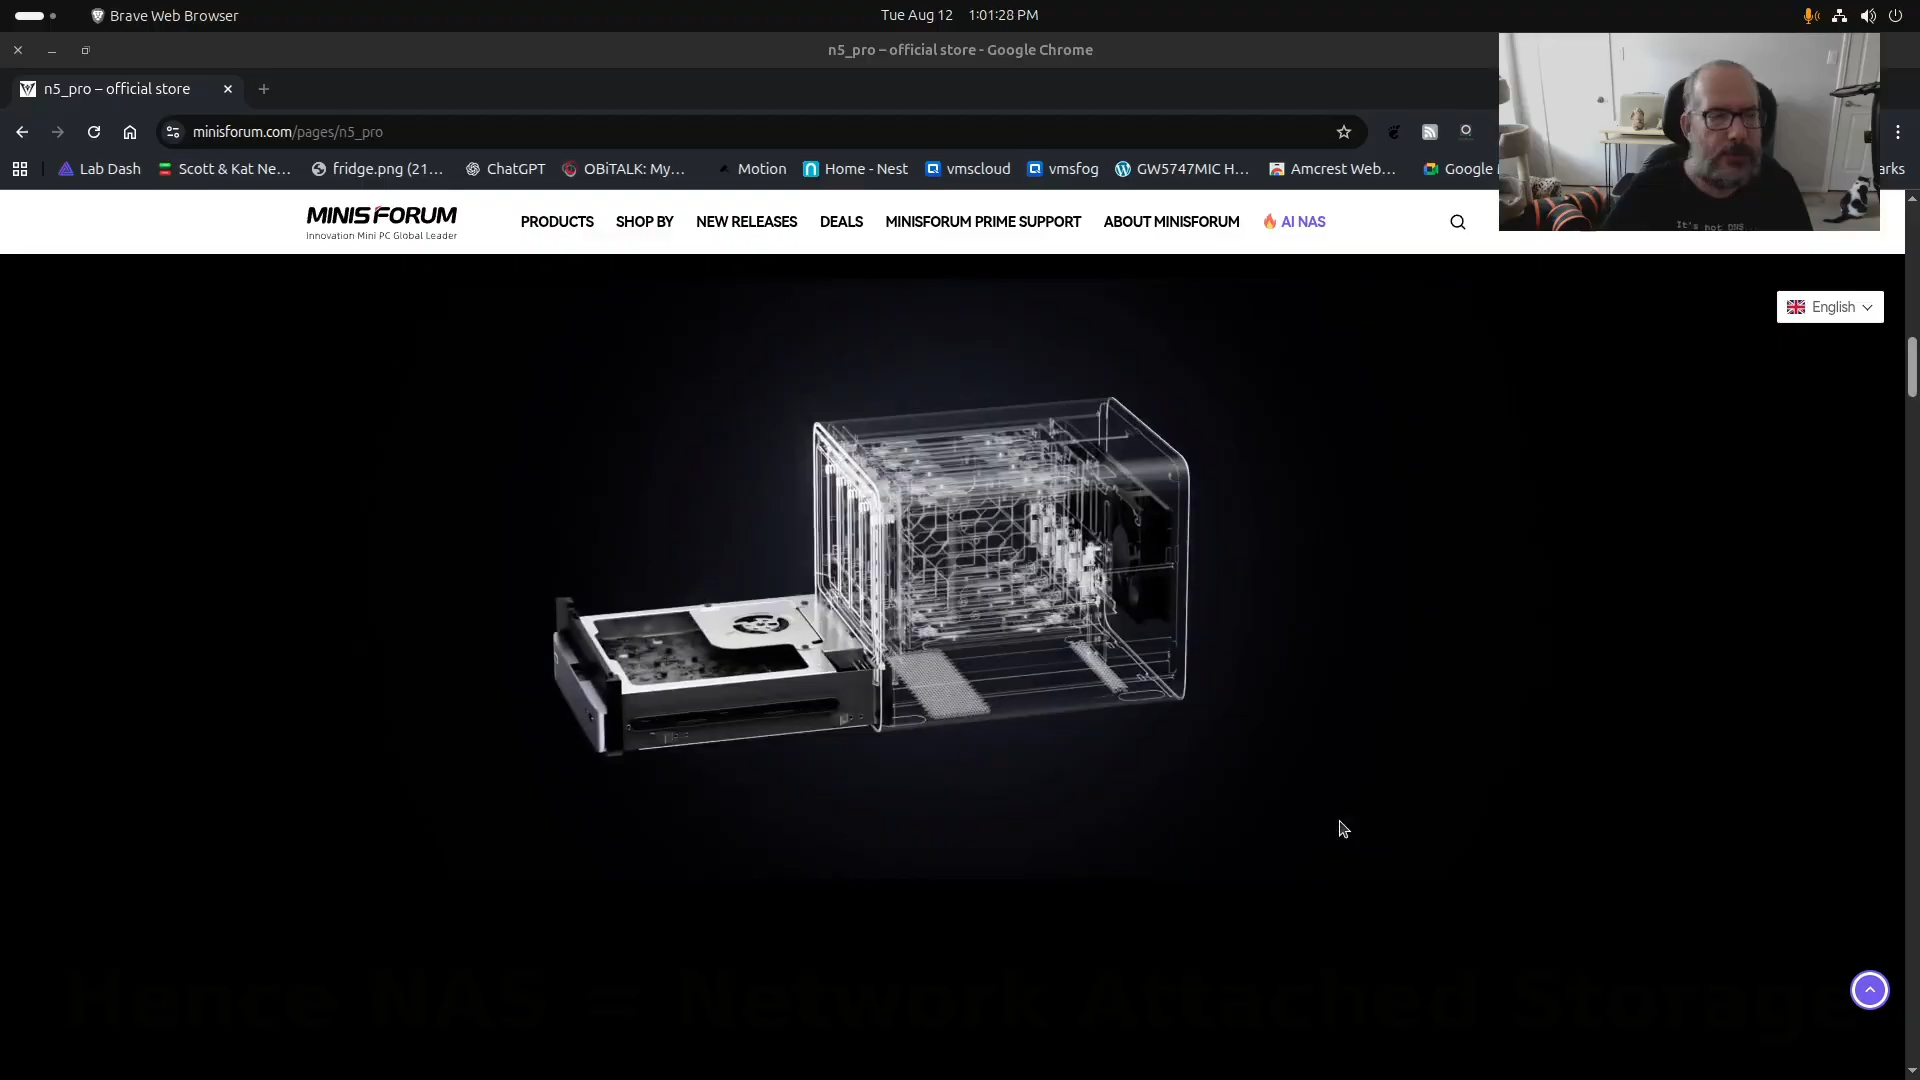 Brave Web Browser
Tue Aug 12 1:01:28 PM
n5_pro – official store - Google Chrome
n5_pro – official store
minisforum.com/pages/n5_pro
Lab Dash
Scott & Kat Ne...
fridge.png (21...
ChatGPT
OBiTALK: My...
Motion
Home - Nest
vmscloud
vmsfog
GW5747MIC H...
Amcrest Web...
Google
arks
MINISFORUM
Innovation Mini PC Global Leader
PRODUCTS
SHOP BY
NEW RELEASES
DEALS
MINISFORUM PRIME SUPPORT
ABOUT MINISFORUM
AI NAS
It's not DNS...
English
Hence NAS = Network Attached Storage